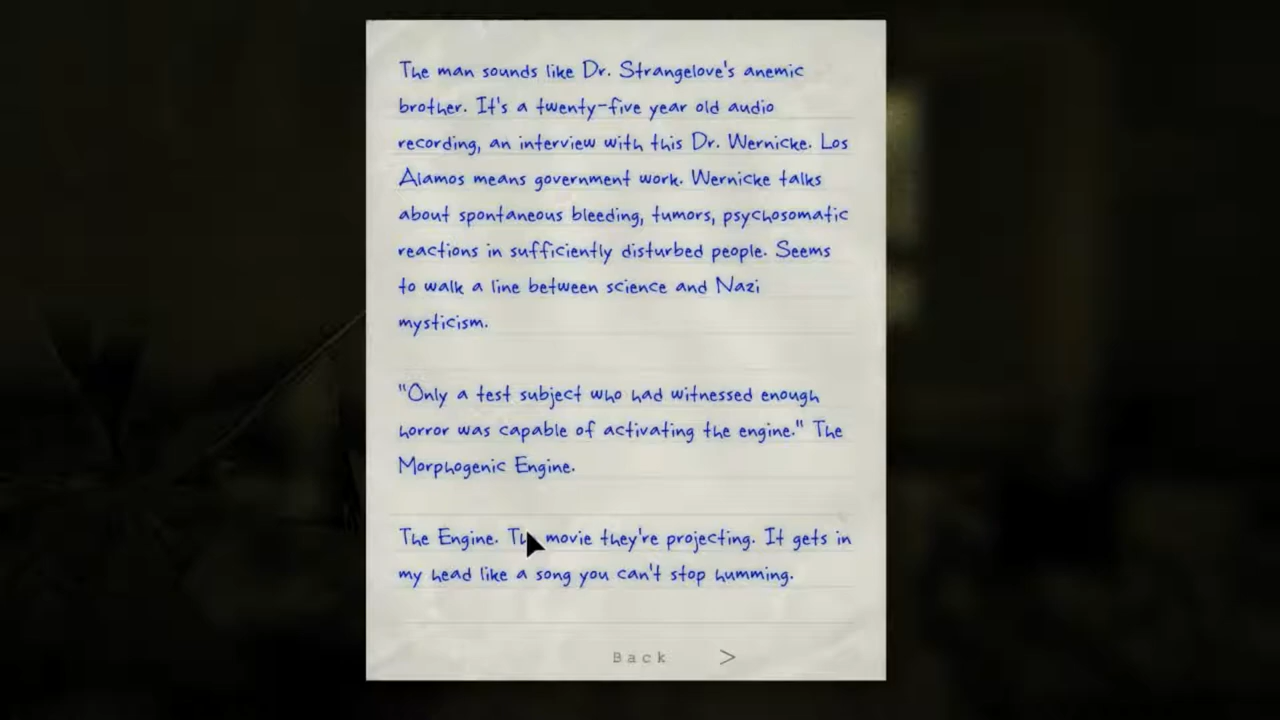 The man sounds like Dr. Strangelove's anemic
brother. It's a twenty-five year old audio
recording, an interview with this Dr. Wernicke. Los
Alamos means government work. Wernicke talks
about spontaneous bleeding, tumors, psychosomatic
reactions in sufficiently disturbed people. Seems
to walk a line between science and Nazi
mysticism.
"Only a test subject who had witnessed enough
horror was capable of activating the engine." The
Morphogenic Engine.
The Engine. movie they're projecting. It gets in
my head like a song you can't stop humming.
Back >